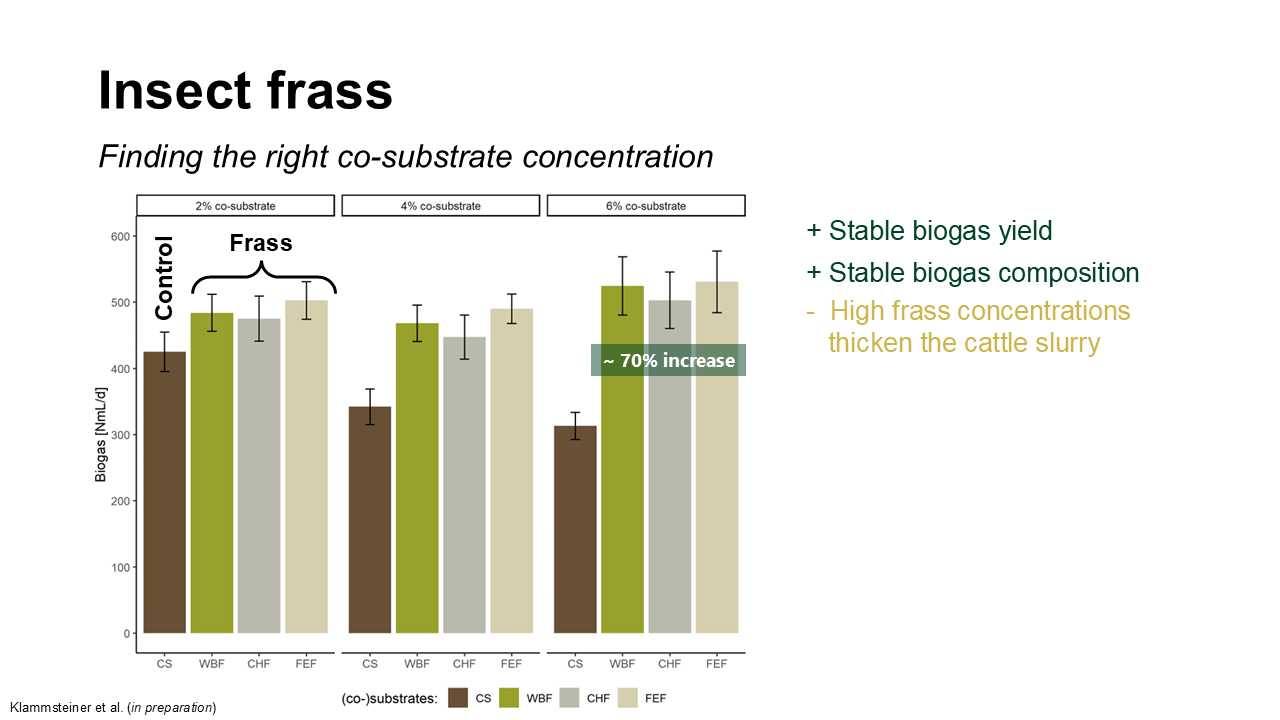 Insect frass
Finding the right co-substrate concentration
2% co-substrate
4% co-substrate
6% co-substrate
Control
Frass
~ 70% increase
Biogas [NmL/d]
600
500
400
300
200
100
0
CS WBF CHF FEF
CS WBF CHF FEF
CS WBF CHF FEF
(co-)substrates: CS WBF CHF FEF
+ Stable biogas yield
+ Stable biogas composition
- High frass concentrations
thicken the cattle slurry
Klammsteiner et al. (in preparation)